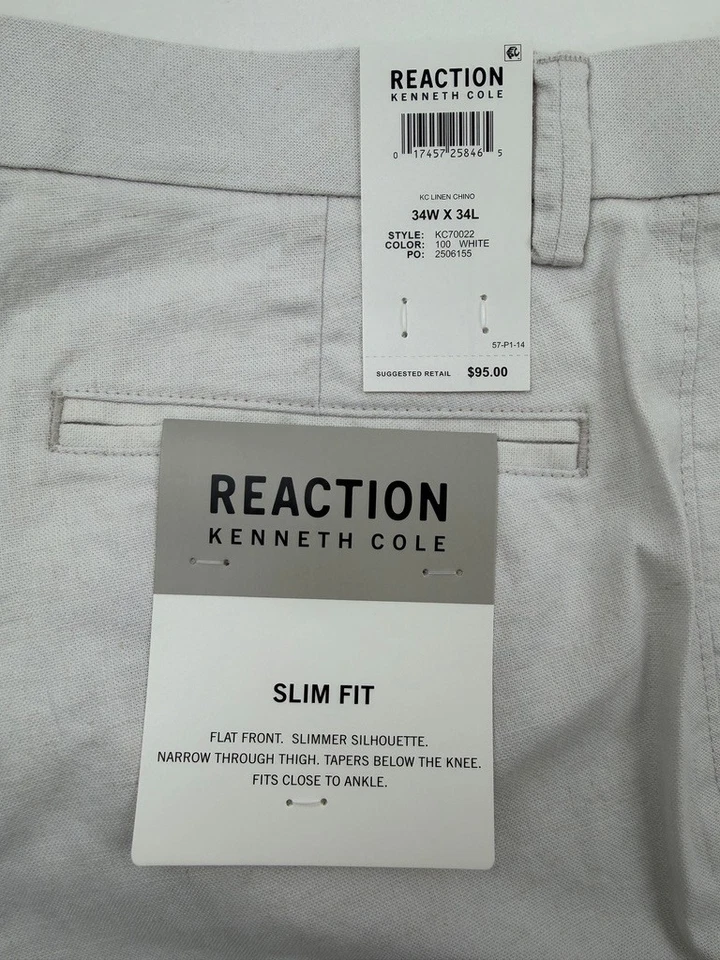 REACTION
KENNETH COLE
0 17457 25846 5
KC LINEN CHINO
34W X 34L
STYLE: KC70022
COLOR: 100 WHITE
PO: 2506155
57-P1-14
SUGGESTED RETAIL $95.00
REACTION
KENNETH COLE
SLIM FIT
FLAT FRONT. SLIMMER SILHOUETTE.
NARROW THROUGH THIGH. TAPERS BELOW THE KNEE.
FITS CLOSE TO ANKLE.